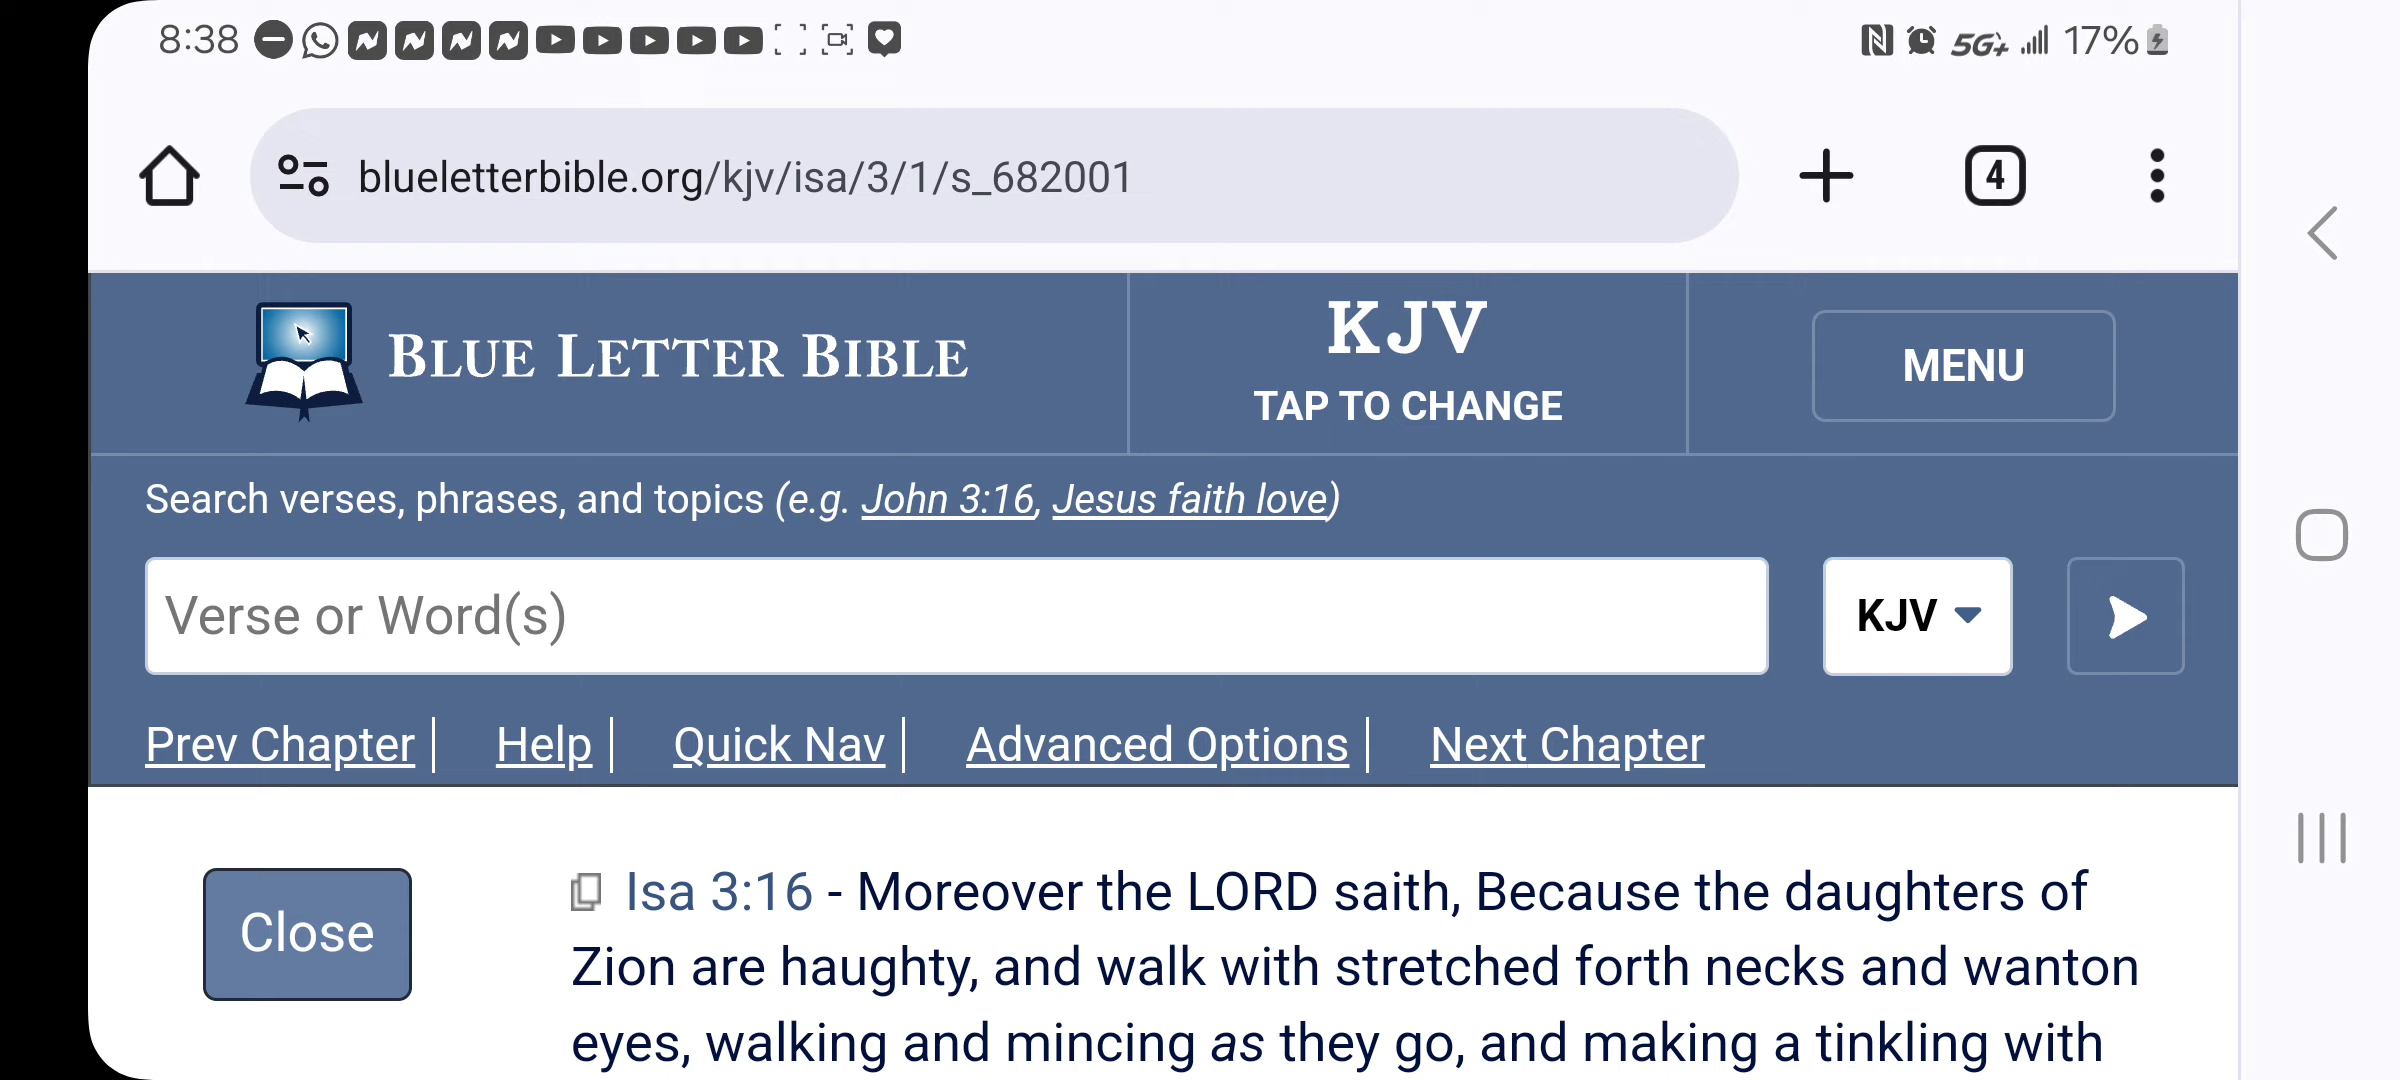 8:38
5G+ 17%
blueletterbible.org/kjv/isa/3/1/s_682001
4
BLUE LETTER BIBLE
KJV
TAP TO CHANGE
MENU
Search verses, phrases, and topics (e.g. John 3:16, Jesus faith love)
Verse or Word(s)
KJV
Prev Chapter
Help
Quick Nav
Advanced Options
Next Chapter
Close
Isa 3:16 - Moreover the LORD saith, Because the daughters of
Zion are haughty, and walk with stretched forth necks and wanton
eyes, walking and mincing as they go, and making a tinkling with